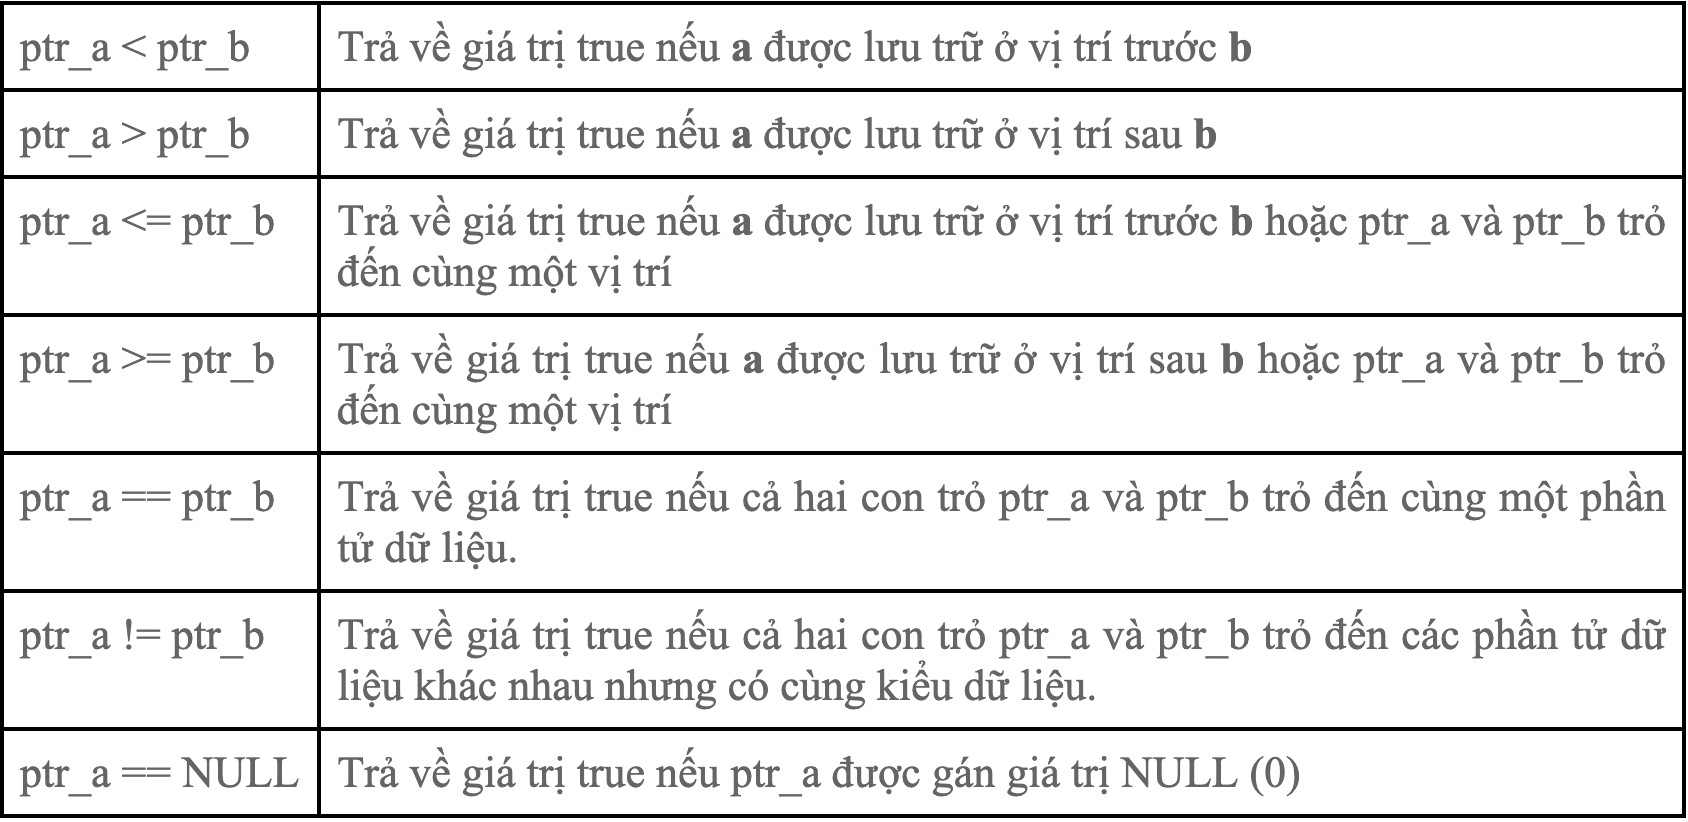 ptr_a < ptr_b
Trả về giá trị true nếu a được lưu trữ ở vị trí trước b
ptr_a > ptr_b
Trả về giá trị true nếu a được lưu trữ ở vị trí sau b
ptr_a <= ptr_b
Trả về giá trị true nếu a được lưu trữ ở vị trí trước b hoặc ptr_a và ptr_b trỏ
đến cùng một vị trí
ptr_a >= ptr_b
Trả về giá trị true nếu a được lưu trữ ở vị trí sau b hoặc ptr_a và ptr_b trỏ
đến cùng một vị trí
ptr_a == ptr_b
Trả về giá trị true nếu cả hai con trỏ ptr_a và ptr_b trỏ đến cùng một phần
tử dữ liệu.
ptr_a != ptr_b
Trả về giá trị true nếu cả hai con trỏ ptr_a và ptr_b trỏ đến các phần tử dữ
liệu khác nhau nhưng có cùng kiểu dữ liệu.
ptr_a == NULL
Trả về giá trị true nếu ptr_a được gán giá trị NULL (0)